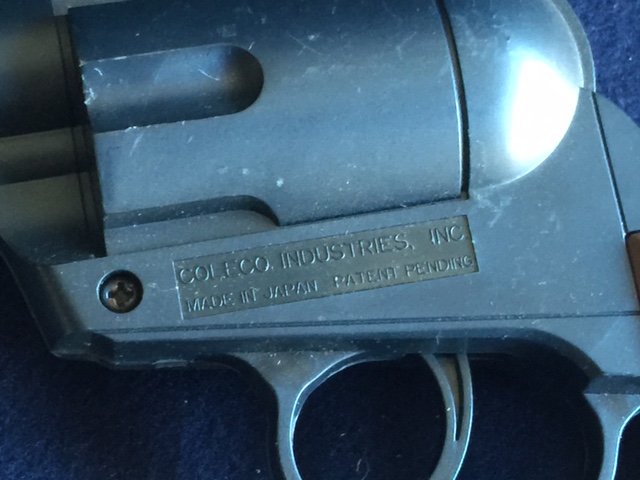 COLECO INDUSTRIES, INC.
MADE IN JAPAN PATENT PENDING